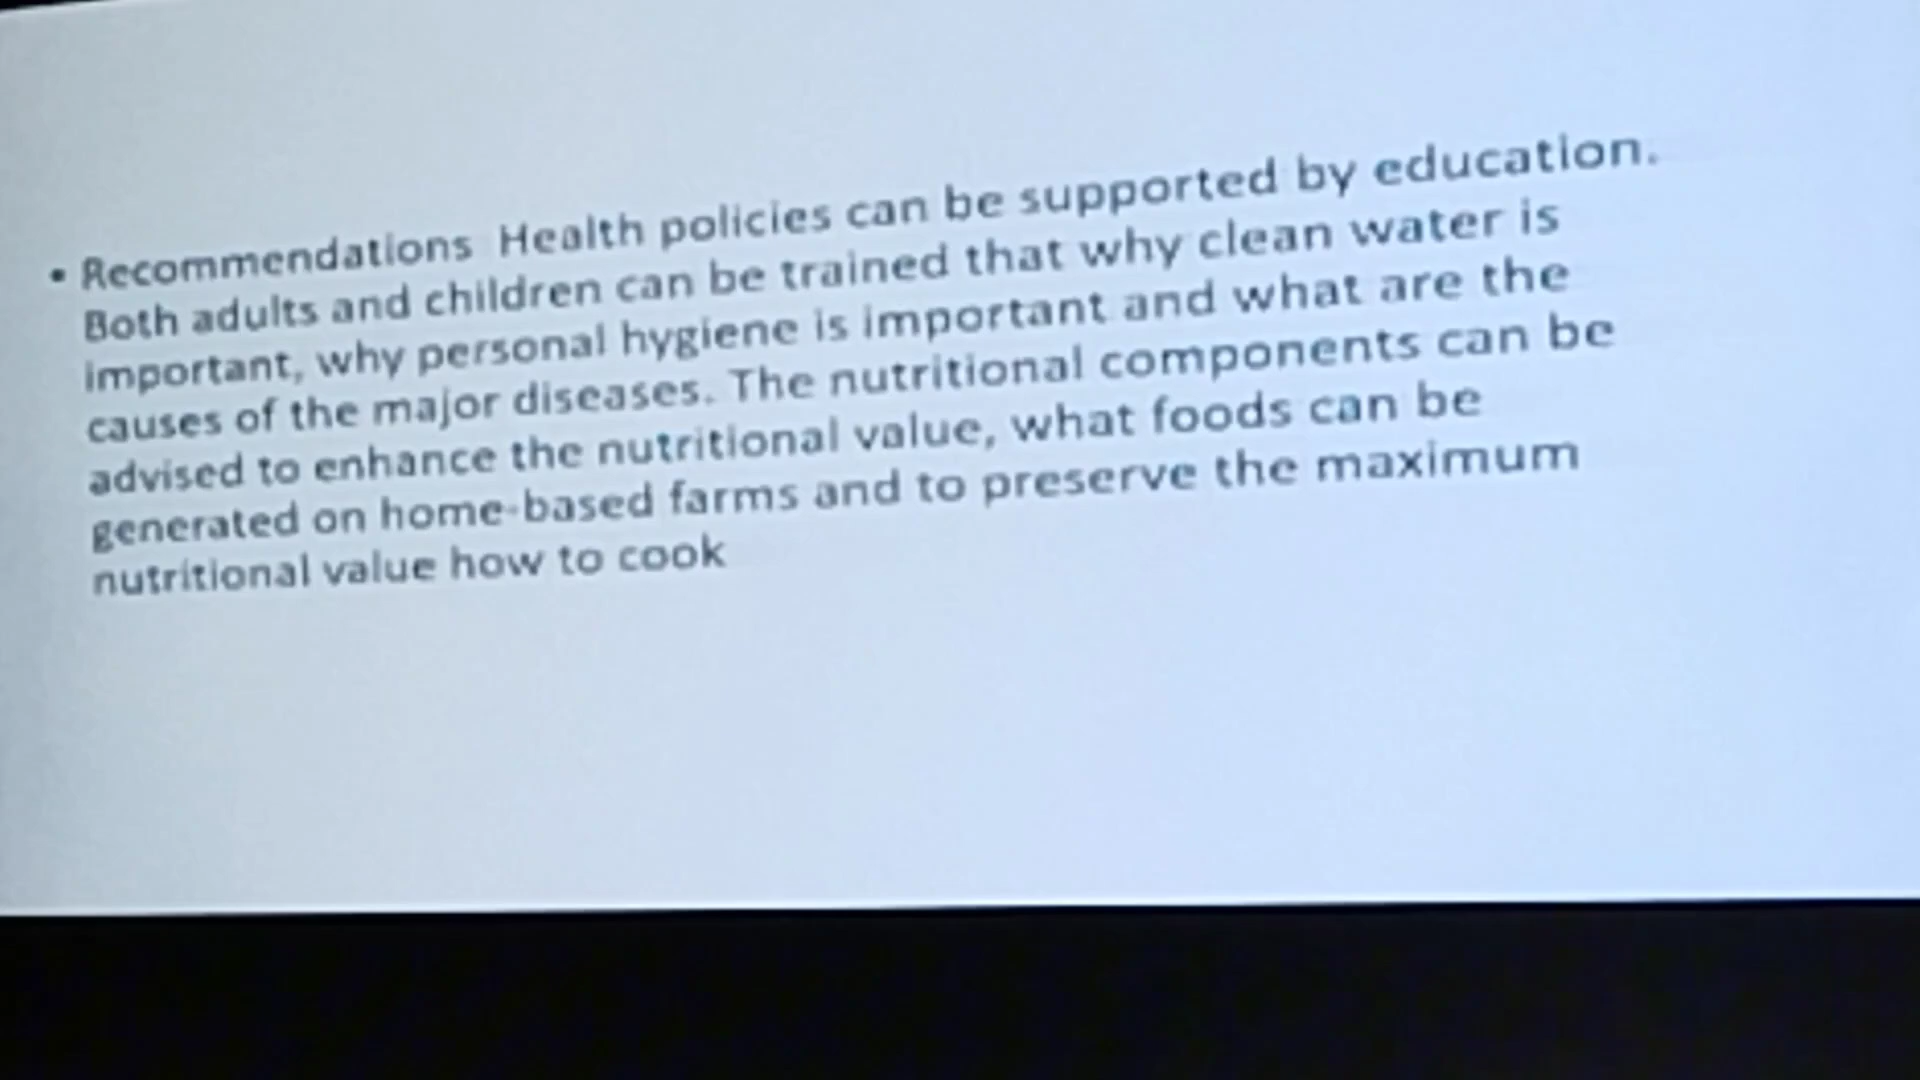 • Recommendations Health policies can be supported by education.
Both adults and children can be trained that why clean water is
important, why personal hygiene is important and what are the
causes of the major diseases. The nutritional components can be
advised to enhance the nutritional value, what foods can be
generated on home-based farms and to preserve the maximum
nutritional value how to cook